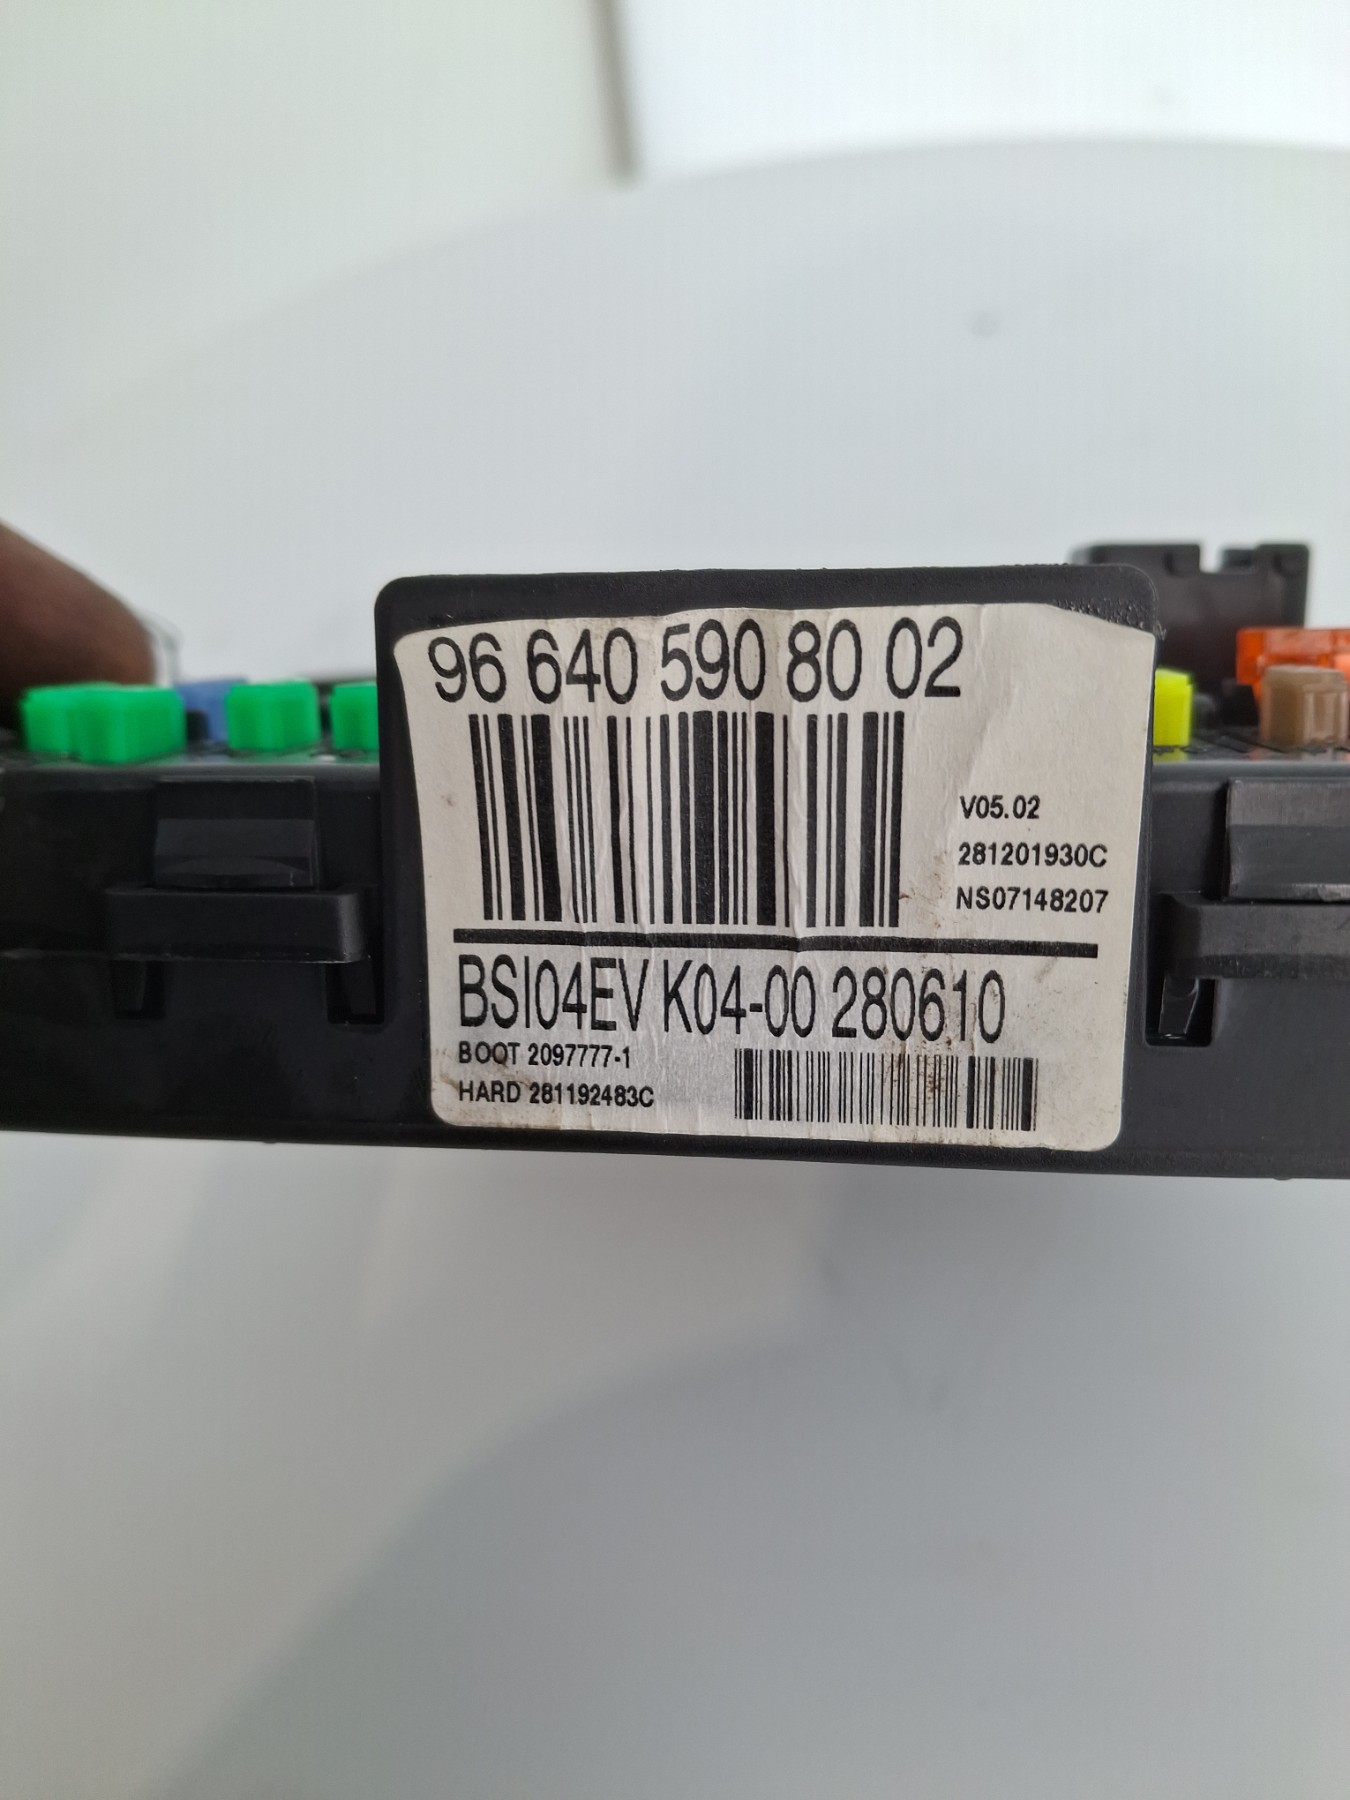 96 640 590 80 02
V05.02
281201930C
NS07148207
BSI04EV K04-00 280610
BOOT 2097777-1
HARD 281192483C